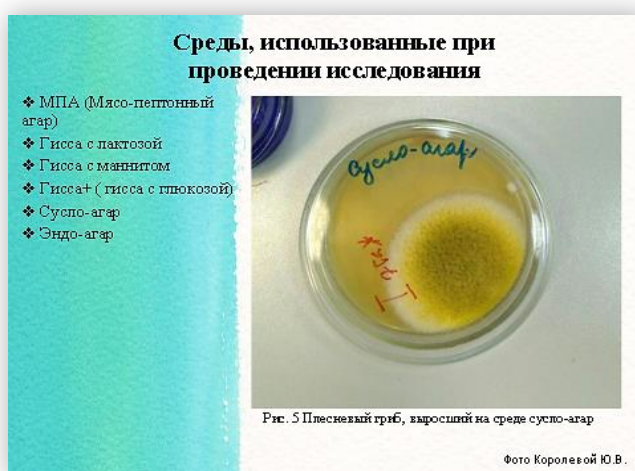 Среды, использованные при
проведении исследования
❖ МПА (Мясо-пептонный
агар)
❖ Гисса с лактозой
❖ Гисса с маннитом
❖ Гисса+ ( гисса с глюкозой)
❖ Сусло-агар
❖ Эндо-агар
сусло-агар
Рис. 5 Плесневый гриб, выросший на среде сусло-агар
Фото Королевой Ю.В.